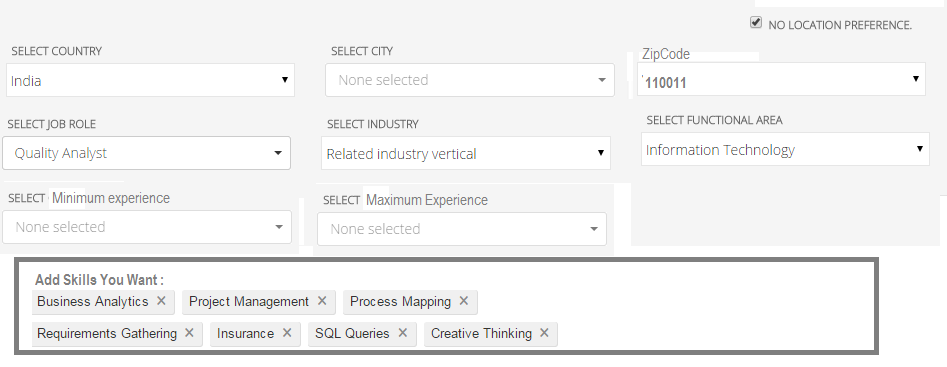 NO LOCATION PREFERENCE.
SELECT COUNTRY SELECT CITY ZipCode
India None selected 110011
SELECT JOB ROLE SELECT INDUSTRY SELECT FUNCTIONAL AREA
Quality Analyst Related industry vertical Information Technology
SELECT Minimum experience SELECT Maximum Experience
None selected None selected
Add Skills You Want :
Business Analytics × Project Management × Process Mapping ×
Requirements Gathering × Insurance × SQL Queries × Creative Thinking ×